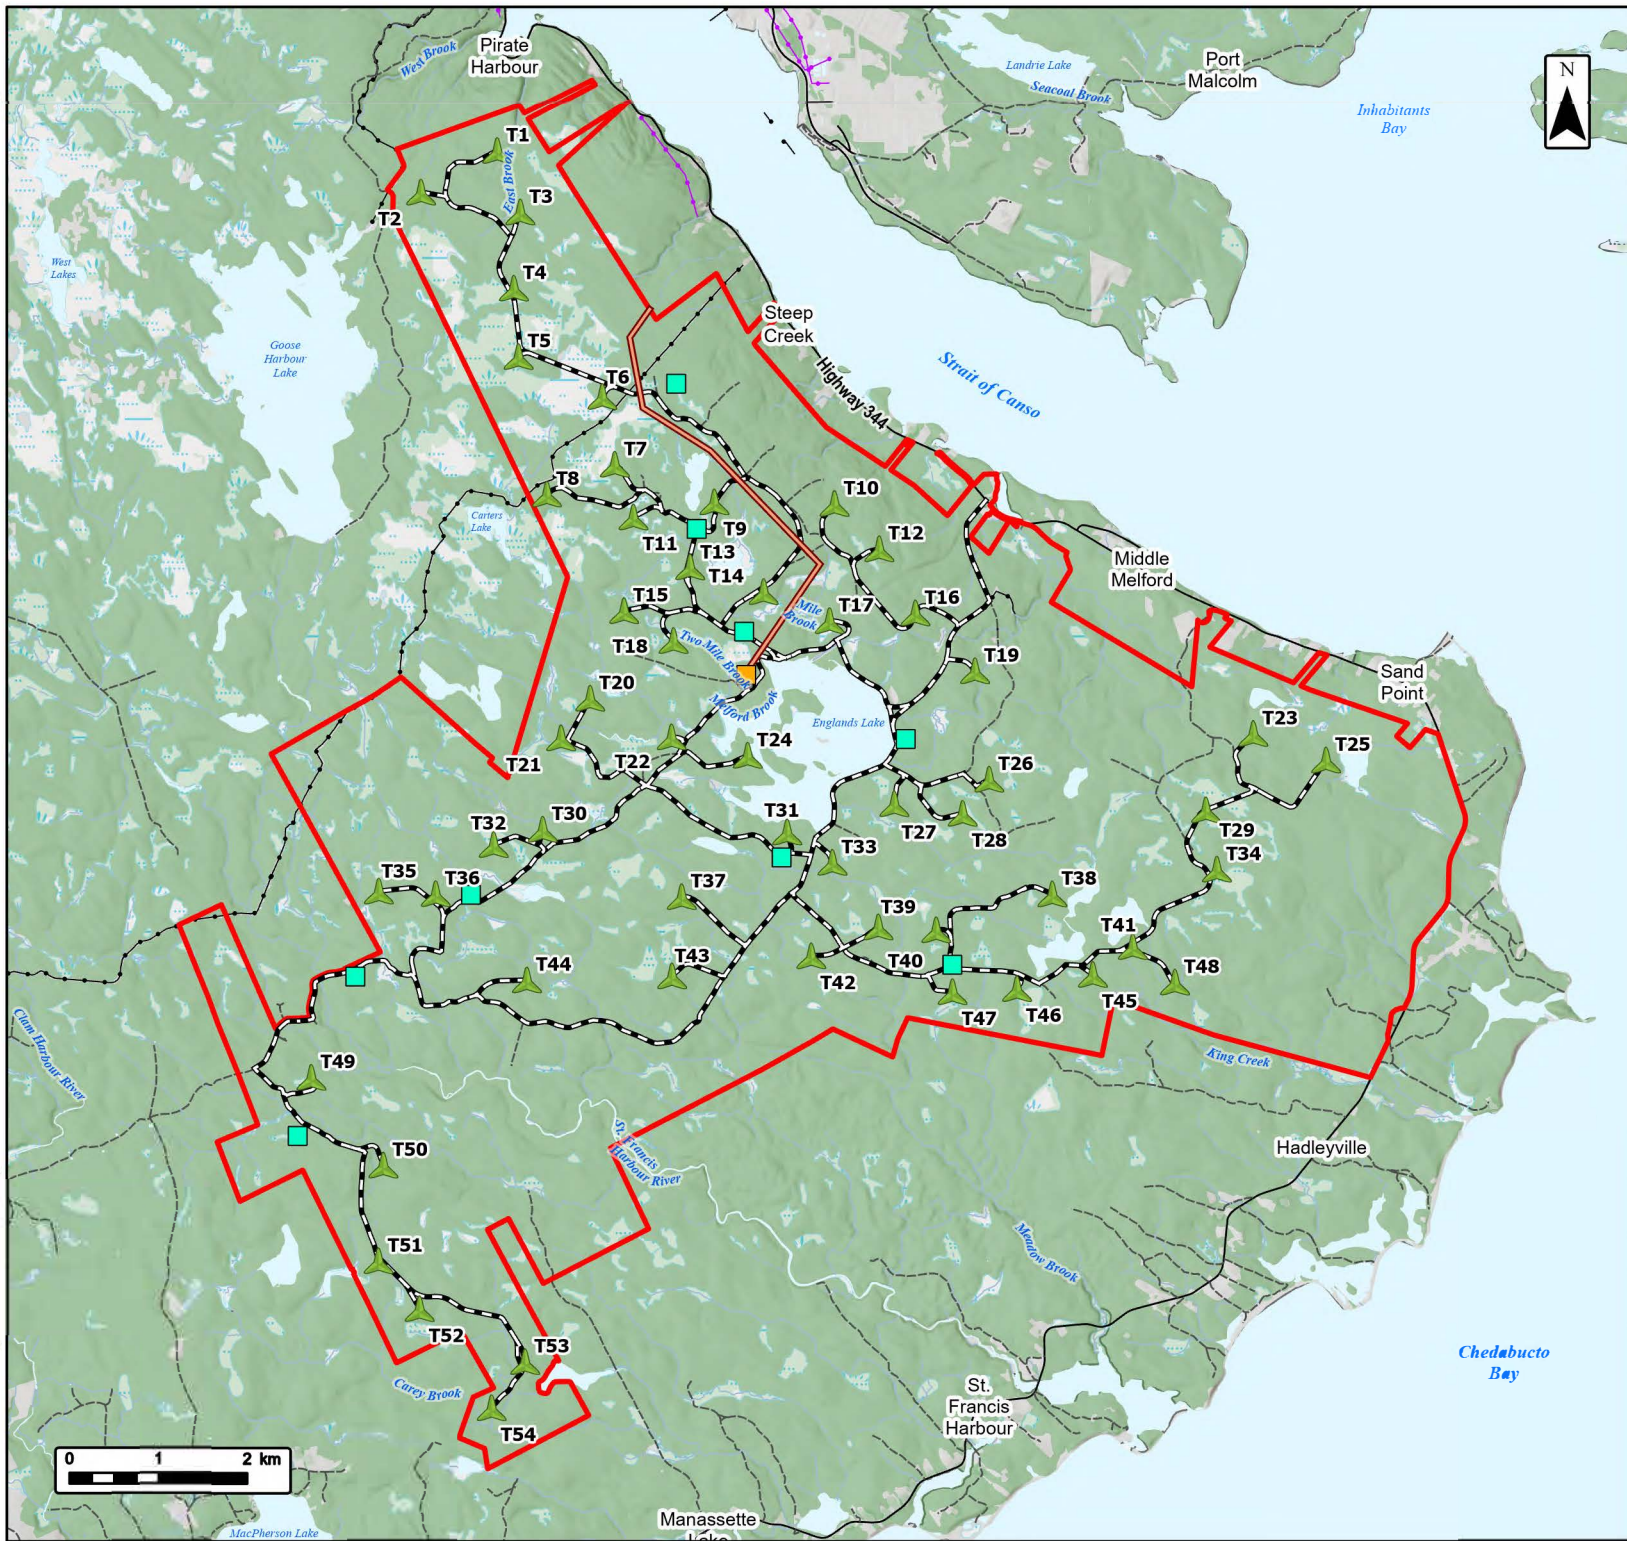 Pirate
Harbour
West Brook
Landrie Lake
Seacoal Brook
Port
Malcolm
Inhabitants
Bay
N
T1
East Brook
T3
T2
West
Lakes
T4
Goose
Harbour
Lake
T5
Steep
Creek
Strait of Canso
Highway 344
T6
T7
T8
T10
Carters
Lake
T9
T11
T12
T13
T14
Middle
Melford
T15
Mile
Brook
T17
T16
T18
Two Mile Brook
T19
T20
Melford Brook
Englands Lake
Sand
Point
T23
T21
T22
T24
T25
T26
T27
T28
T32
T30
T31
T33
T29
T34
T35
T36
T37
T38
T39
T41
T40
T42
T43
T44
T48
T45
T46
T47
Clam Harbour River
King Creek
T49
T50
St. Francis
Harbour River
Hadleyville
T51
Meadow Brook
T52
T53
Carey Brook
Chedabucto
Bay
St.
Francis
Harbour
T54
0 1 2 km
MacPherson Lake
Manassette
Lake